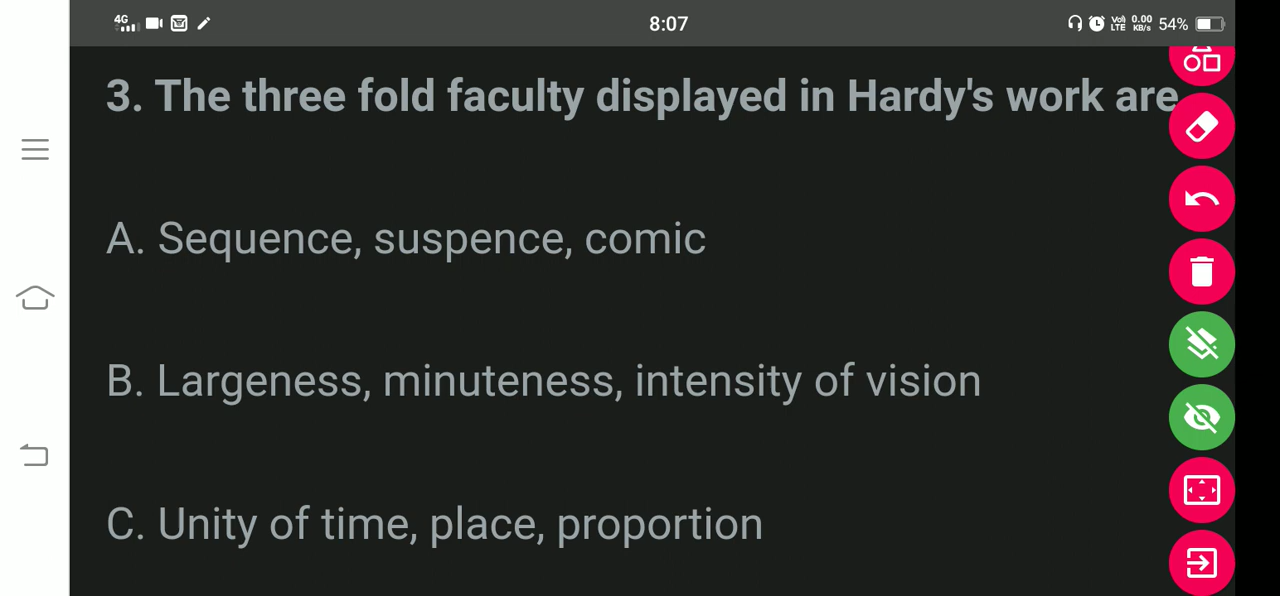 4G 8:07 Vo) LTE 0.00 KB/s 54%
3. The three fold faculty displayed in Hardy's work are
A. Sequence, suspence, comic
B. Largeness, minuteness, intensity of vision
C. Unity of time, place, proportion